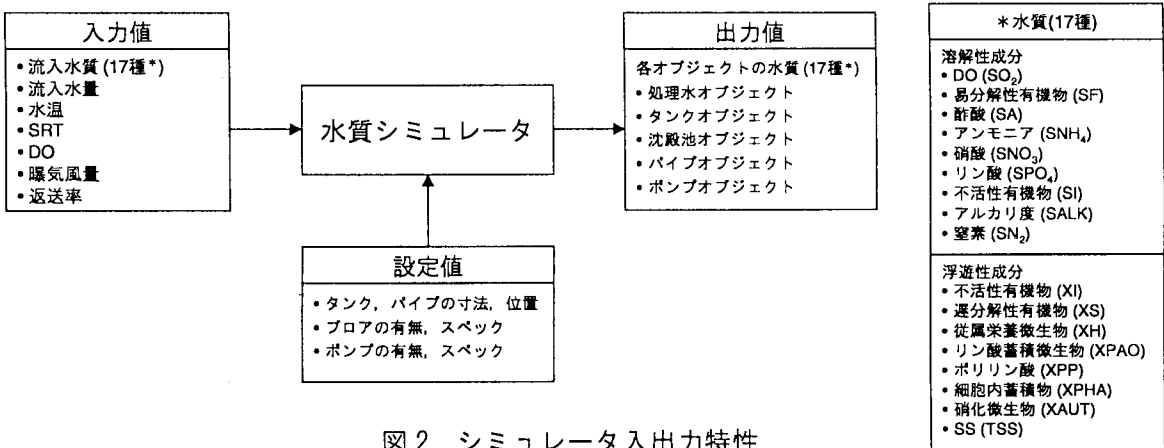 入力値
• 流入水質 (17種*)
• 流入水量
• 水温
• SRT
• DO
• 曝気風量
• 返送率
水質シミュレータ
設定値
• タンク，パイプの寸法，位置
• ブロアの有無，スペック
• ポンプの有無，スペック
出力値
各オブジェクトの水質 (17種*)
• 処理水オブジェクト
• タンクオブジェクト
• 沈殿池オブジェクト
• パイプオブジェクト
• ポンプオブジェクト
＊水質(17種)
溶解性成分
• DO (SO₂)
• 易分解性有機物 (SF)
• 酢酸 (SA)
• アンモニア (SNH₄)
• 硝酸 (SNO₃)
• リン酸 (SPO₄)
• 不活性有機物 (SI)
• アルカリ度 (SALK)
• 窒素 (SN₂)
浮遊性成分
• 不活性有機物 (XI)
• 遅分解性有機物 (XS)
• 従属栄養微生物 (XH)
• リン酸蓄積微生物 (XPAO)
• ポリリン酸 (XPP)
• 細胞内蓄積物 (XPHA)
• 硝化微生物 (XAUT)
• SS (TSS)
図2 シミュレータ入出力特性